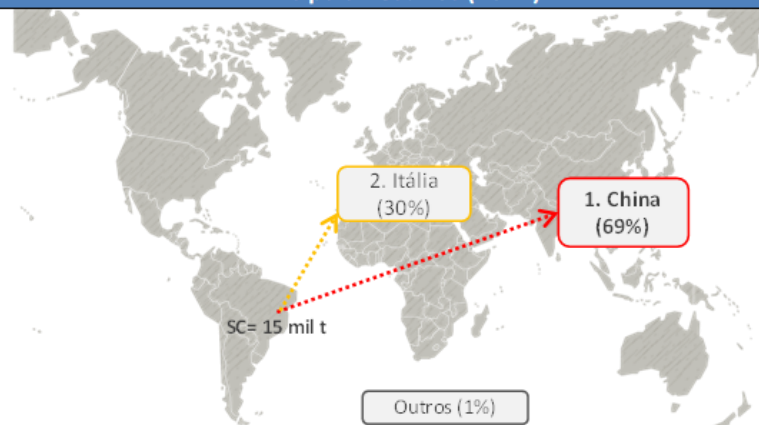 2. Itália
(30%)
1. China
(69%)
SC= 15 mil t
Outros (1%)